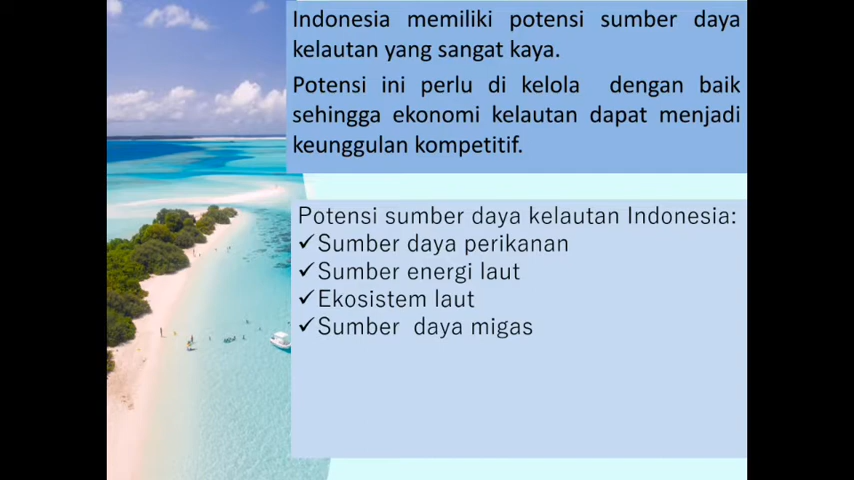 Indonesia memiliki potensi sumber daya
kelautan yang sangat kaya.
Potensi ini perlu di kelola dengan baik
sehingga ekonomi kelautan dapat menjadi
keunggulan kompetitif.
Potensi sumber daya kelautan Indonesia:
✓Sumber daya perikanan
✓Sumber energi laut
✓Ekosistem laut
✓Sumber daya migas